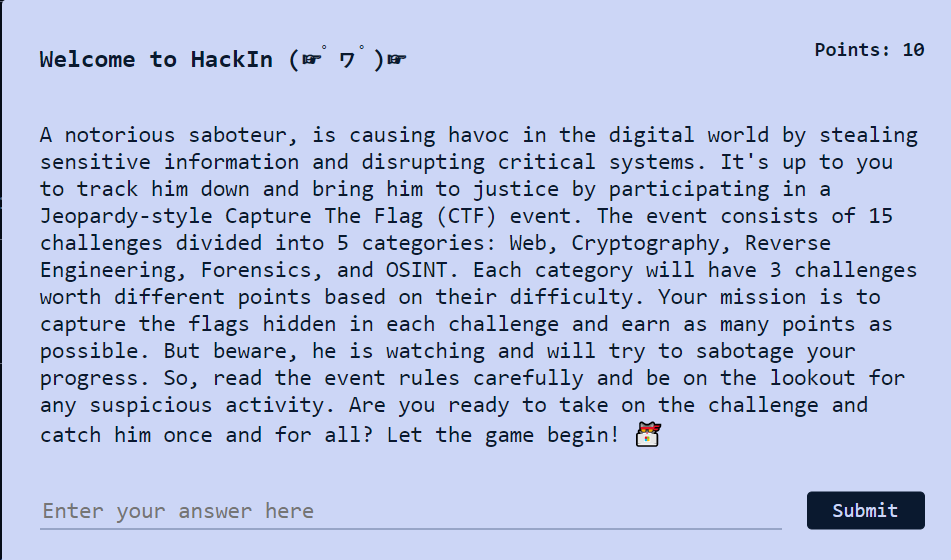 Welcome to HackIn (☞ﾟヮﾟ)☞
Points: 10
A notorious saboteur, is causing havoc in the digital world by stealing
sensitive information and disrupting critical systems. It's up to you
to track him down and bring him to justice by participating in a
Jeopardy-style Capture The Flag (CTF) event. The event consists of 15
challenges divided into 5 categories: Web, Cryptography, Reverse
Engineering, Forensics, and OSINT. Each category will have 3 challenges
worth different points based on their difficulty. Your mission is to
capture the flags hidden in each challenge and earn as many points as
possible. But beware, he is watching and will try to sabotage your
progress. So, read the event rules carefully and be on the lookout for
any suspicious activity. Are you ready to take on the challenge and
catch him once and for all? Let the game begin!
Enter your answer here
Submit